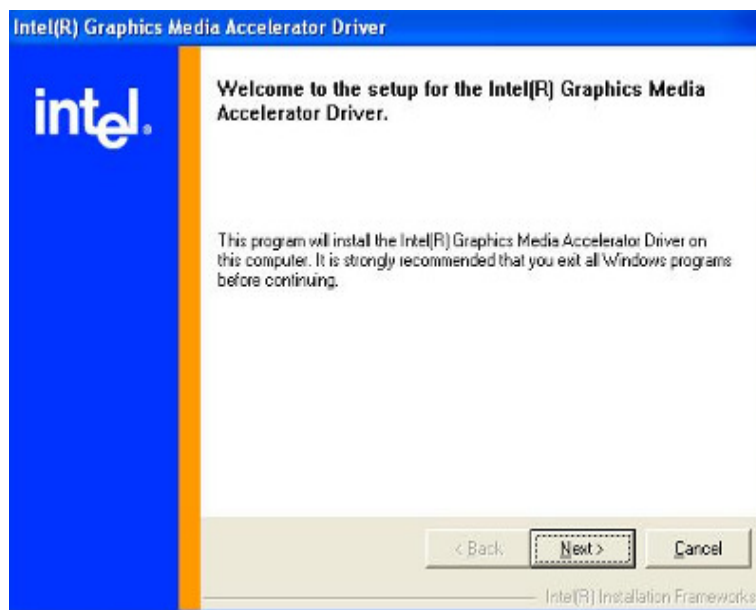 Intel(R) Graphics Media Accelerator Driver
intel.
Welcome to the setup for the Intel(R) Graphics Media
Accelerator Driver.
This program will install the Intel(R) Graphics Media Accelerator Driver on
this computer. It is strongly recommended that you exit all Windows programs
before continuing.
< Back
Next >
Cancel
Intel(R) Installation Frameworks